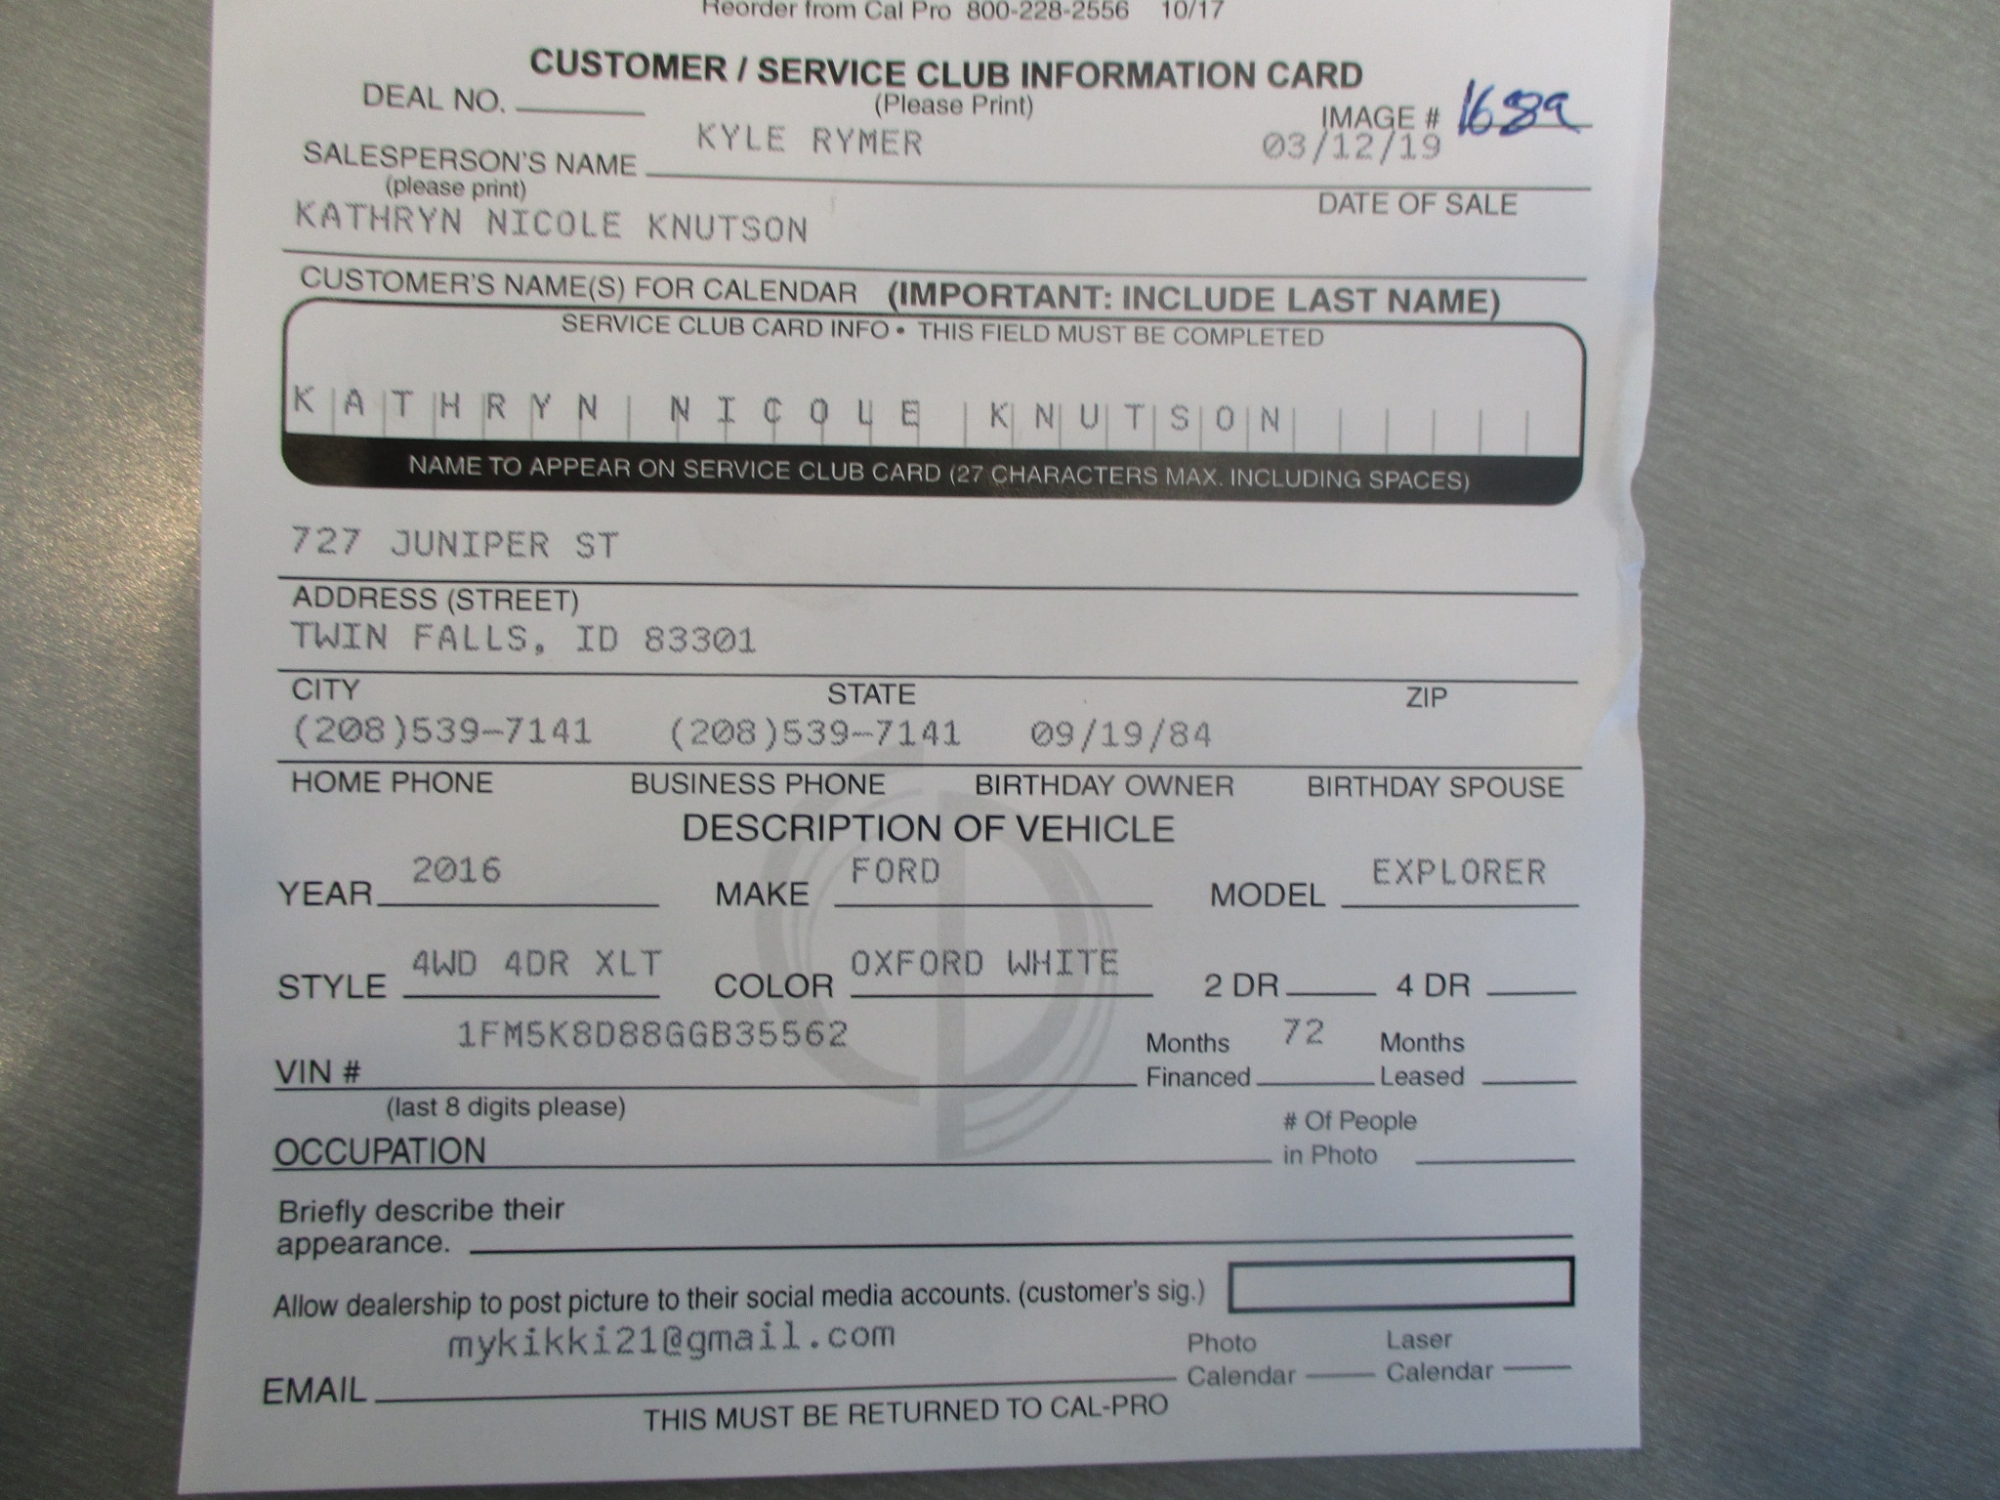 Reorder from Cal Pro 800-228-2556 10/17
CUSTOMER / SERVICE CLUB INFORMATION CARD
DEAL NO. (Please Print) IMAGE #
KYLE RYMER 03/12/19
SALESPERSON'S NAME
(please print) DATE OF SALE
KATHRYN NICOLE KNUTSON
CUSTOMER'S NAME(S) FOR CALENDAR (IMPORTANT: INCLUDE LAST NAME)
SERVICE CLUB CARD INFO • THIS FIELD MUST BE COMPLETED
KATHRYN NICOLE KNUTSON
NAME TO APPEAR ON SERVICE CLUB CARD (27 CHARACTERS MAX. INCLUDING SPACES)
727 JUNIPER ST
ADDRESS (STREET)
TWIN FALLS, ID 83301
CITY STATE ZIP
(208)539-7141 (208)539-7141 09/19/84
HOME PHONE BUSINESS PHONE BIRTHDAY OWNER BIRTHDAY SPOUSE
DESCRIPTION OF VEHICLE
YEAR 2016 MAKE FORD MODEL EXPLORER
STYLE 4WD 4DR XLT COLOR OXFORD WHITE 2 DR 4 DR
VIN # 1FM5K8D88GGB35562 Months Financed 72 Months Leased
(last 8 digits please)
OCCUPATION # Of People in Photo
Briefly describe their
appearance.
Allow dealership to post picture to their social media accounts. (customer's sig.)
EMAIL mykikki21@gmail.com Photo Calendar Laser Calendar
THIS MUST BE RETURNED TO CAL-PRO